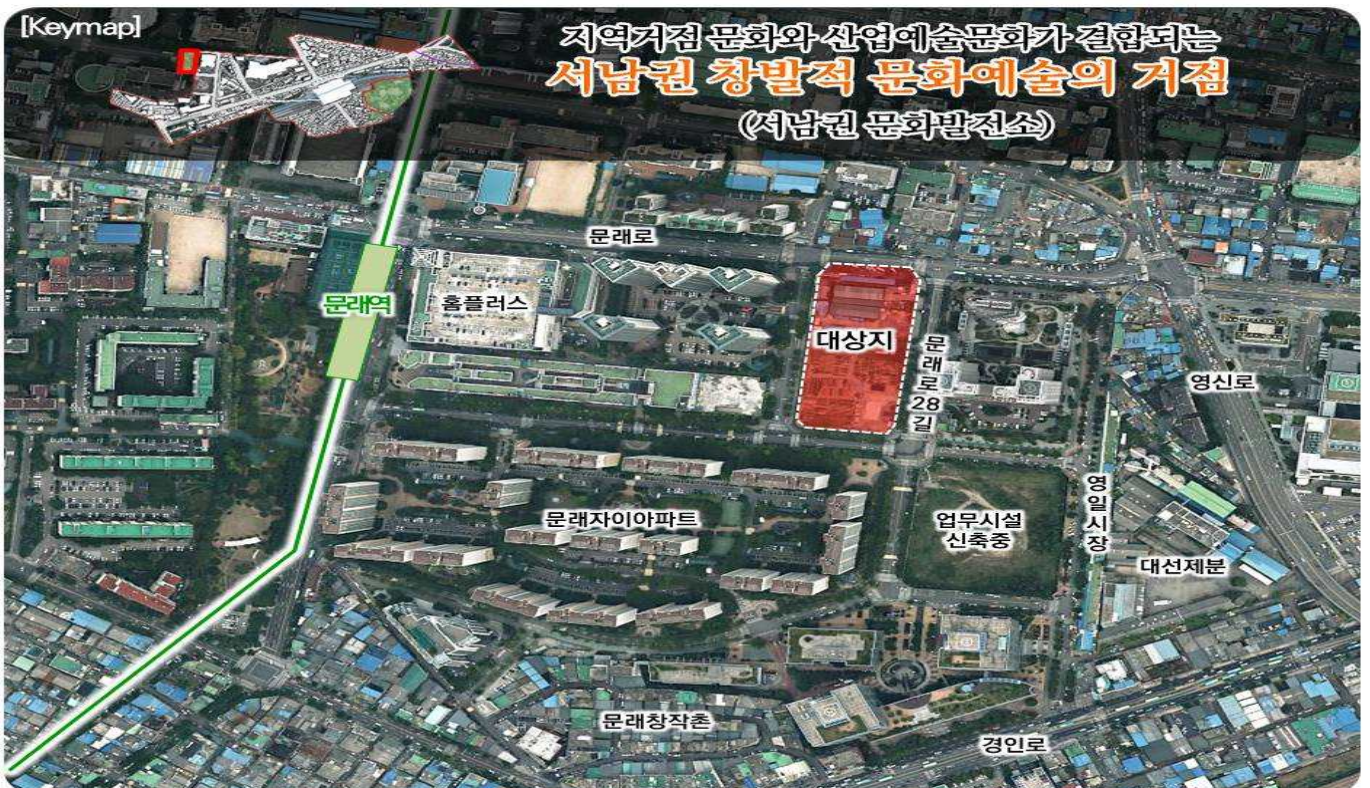 [Keymap]
지역거점 문화와 산업예술문화가 결합되는
서남권 창발적 문화예술의 거점
(서남권 문화발전소)
문래로
문래역
홈플러스
대상지
문래로28길
영신로
문래자이아파트
업무시설
신축중
영일시장
대선제분
문래창작촌
경인로